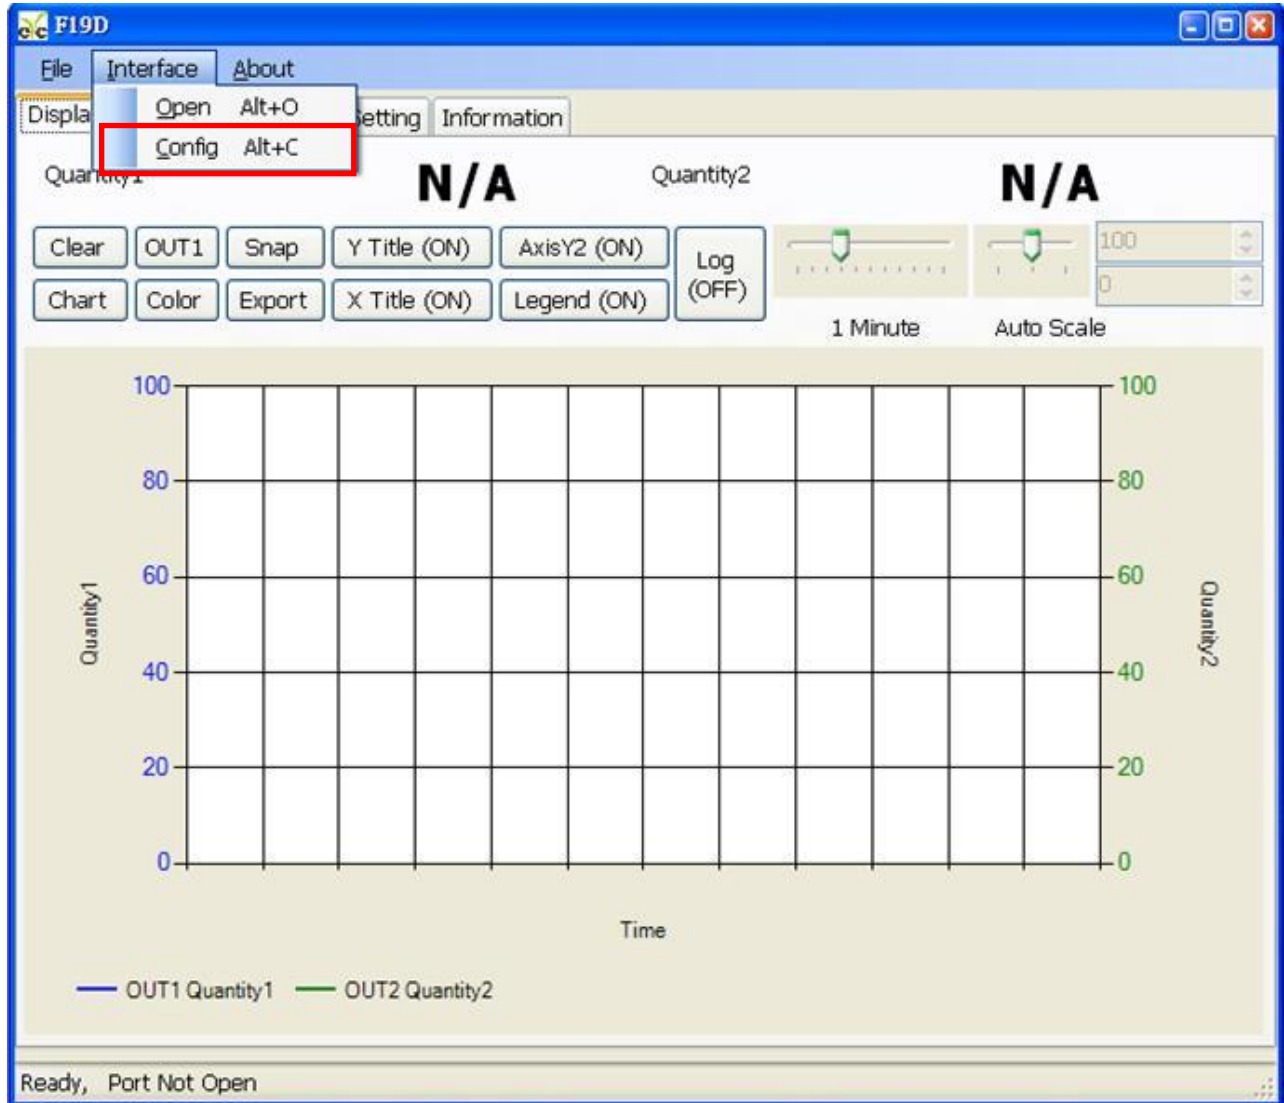 F19D
File Interface About
Open Alt+O
Config Alt+C
Information
Quantity2
N/A
N/A
Clear OUT1 Snap Y Title (ON) AxisY2 (ON) Log (OFF) 100
Chart Color Export X Title (ON) Legend (ON) 0
1 Minute Auto Scale
100 100
80 80
60 60
Quantity1 Quantity2
40 40
20 20
0 0
Time
OUT1 Quantity1 OUT2 Quantity2
Ready, Port Not Open